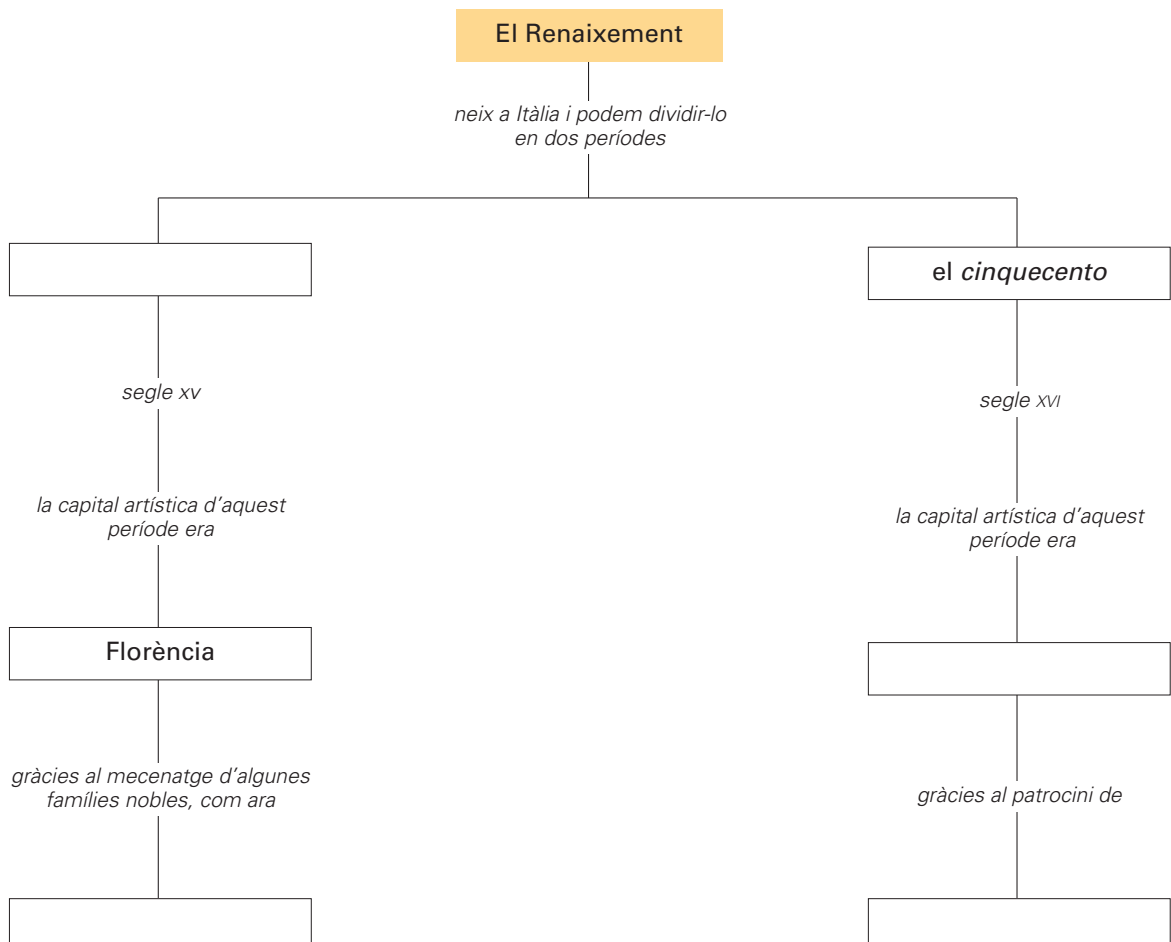 El Renaixement
neix a Itàlia i podem dividir-lo
en dos períodes
el cinquecento
segle XV
segle XVI
la capital artística d’aquest
període era
la capital artística d’aquest
període era
Florència
gràcies al mecenatge d’algunes
famílies nobles, com ara
gràcies al patrocini de